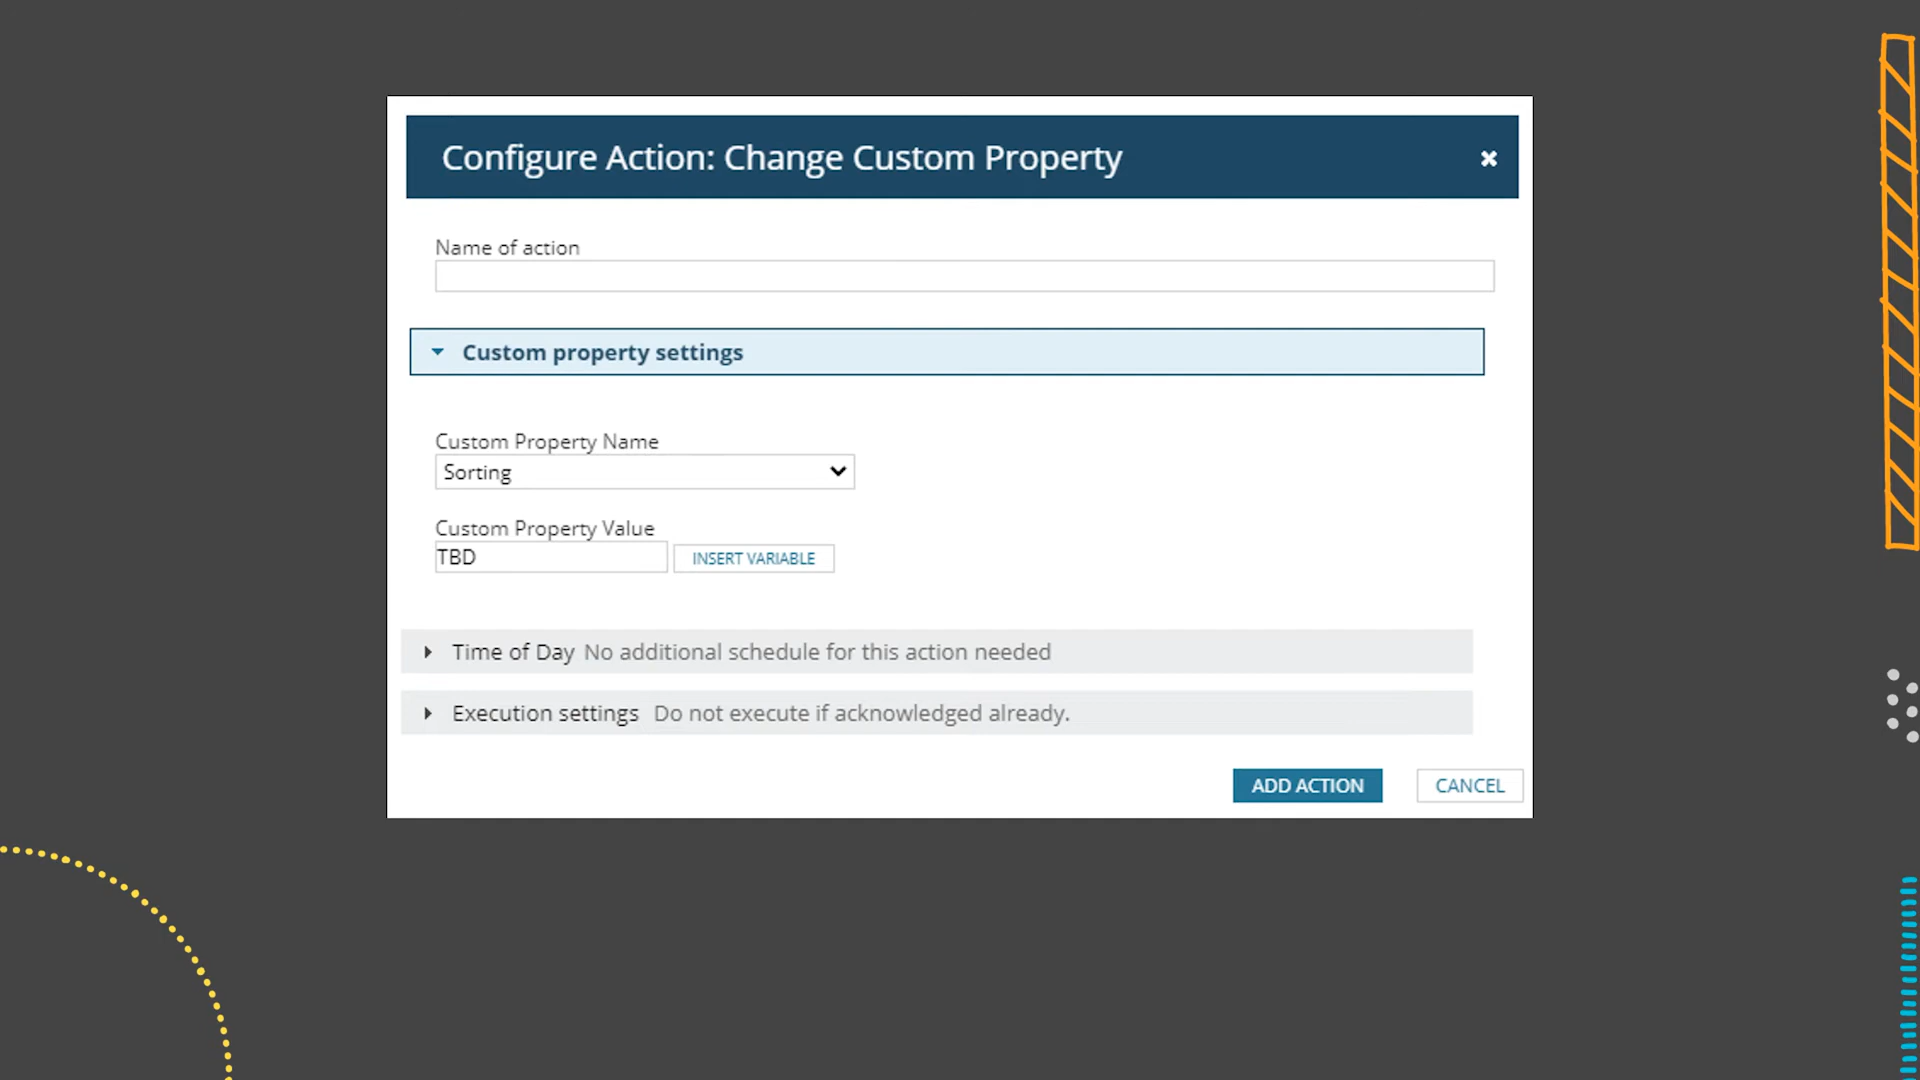 Configure Action: Change Custom Property
Name of action
Custom property settings
Custom Property Name
Sorting
Custom Property Value
TBD INSERT VARIABLE
Time of Day No additional schedule for this action needed
Execution settings Do not execute if acknowledged already.
ADD ACTION CANCEL